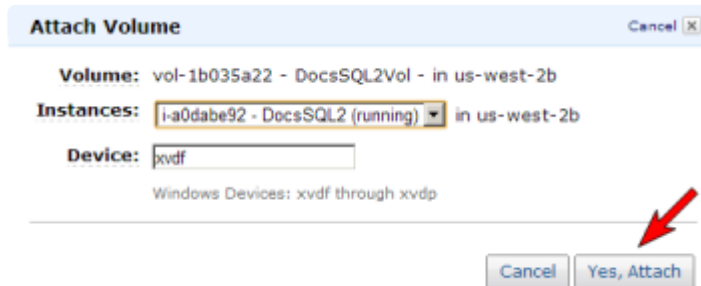 Attach Volume Cancel X
Volume: vol-1b035a22 - DocsSQL2Vol - in us-west-2b
Instances: i-a0dabe92 - DocsSQL2 (running) in us-west-2b
Device: xvdf
Windows Devices: xvdf through xvdp
Cancel Yes, Attach